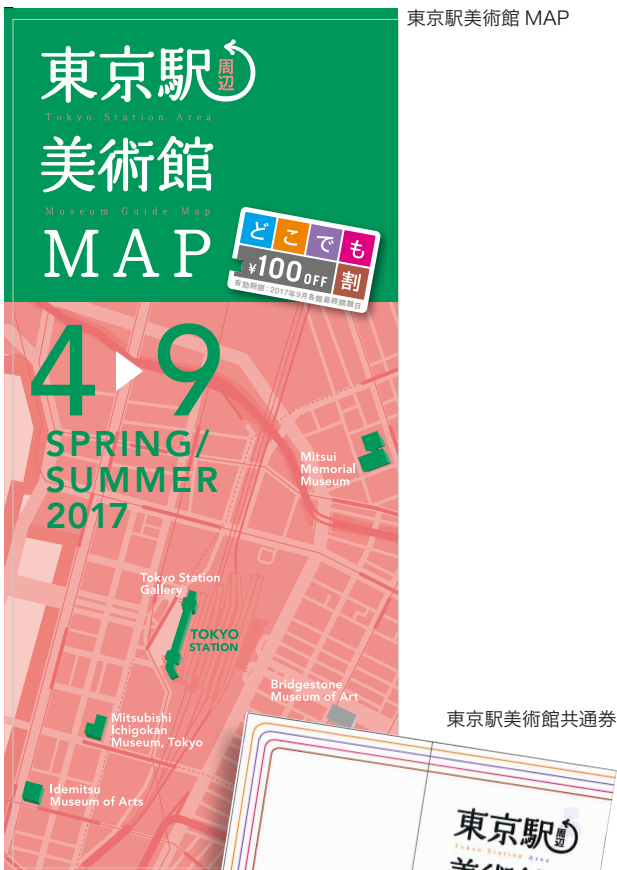 東京駅美術館 MAP
東京駅周辺
Tokyo Station Area
美術館
Museum Guide Map
MAP
どこでも
¥100OFF 割
有効期限：2017年9月各館最終開館日
4▶9
SPRING/
SUMMER
2017
Mitsui
Memorial
Museum
Tokyo Station
Gallery
TOKYO
STATION
Bridgestone
Museum of Art
Mitsubishi
Ichigokan
Museum, Tokyo
Idemitsu
Museum of Arts
東京駅美術館共通券
東京駅周辺
Tokyo Station Area